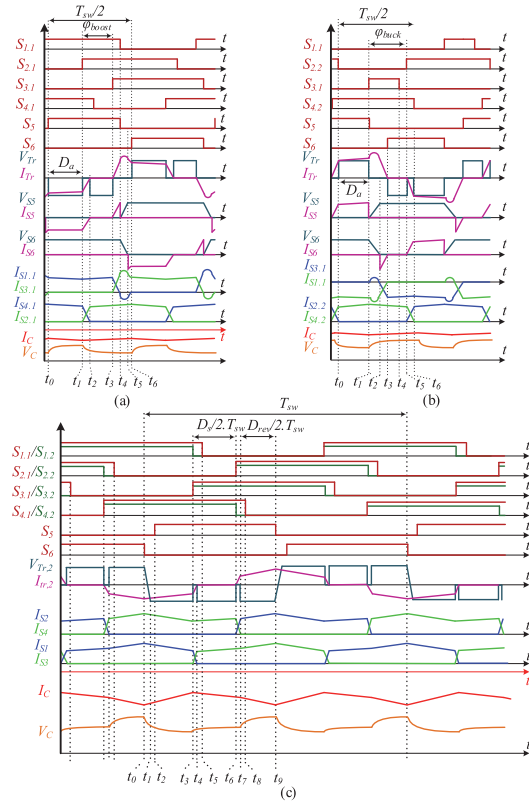 T_sw/2
φ_boost
S_1.1 t
S_2.1 t
S_3.1 t
S_4.1 t
S_5 t
S_6 t
V_Tr
I_Tr D_a t
V_S5
I_S5 t
V_S6
I_S6 t
I_S1.1
I_S3.1 t
I_S4.1
I_S2.1 t
I_C t
V_C t
t_0 t_1 t_2 t_3 t_4 t_5 t_6
(a)
T_sw/2
φ_buck
S_1.1 t
S_2.2 t
S_3.1 t
S_4.2 t
S_5 t
S_6 t
V_Tr
I_Tr D_a t
V_S5
I_S5 t
V_S6
I_S6 t
I_S3.1
I_S1.1 t
I_S2.2
I_S4.2 t
I_C
V_C t
t_0 t_1 t_2 t_3 t_4 t_5 t_6
(b)
T_sw
D_s/2.T_sw D_rev/2.T_sw
S_1.1/S_1.2 t
S_2.1/S_2.2 t
S_3.1/S_3.2 t
S_4.1/S_4.2 t
S_5 t
S_6 t
V_Tr,2
I_tr,2 t
I_S2
I_S4 t
I_S1
I_S3 t
t
I_C
V_C
t
t_0 t_1 t_2 t_3 t_4 t_5 t_6 t_7 t_8 t_9
(c)